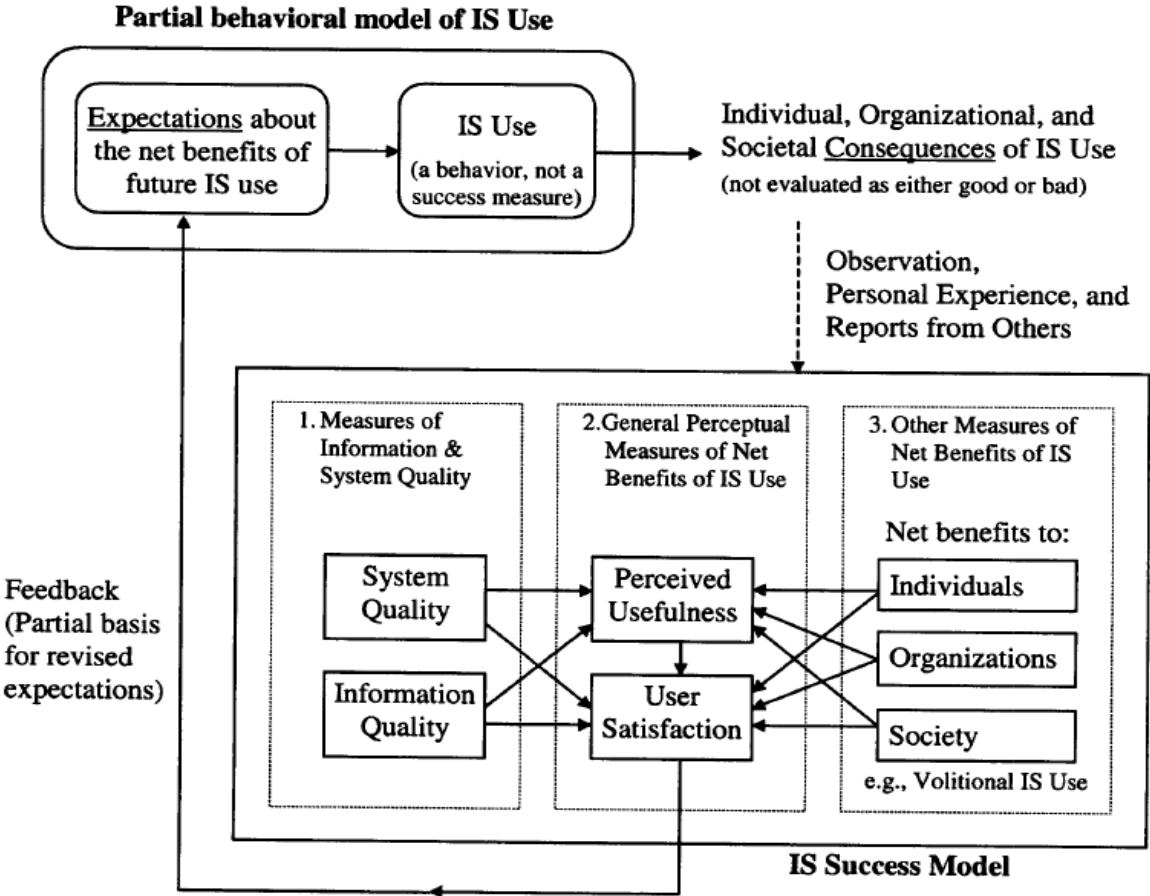 Partial behavioral model of IS Use
Expectations about
the net benefits of
future IS use
IS Use
(a behavior, not a
success measure)
Individual, Organizational, and
Societal Consequences of IS Use
(not evaluated as either good or bad)
Observation,
Personal Experience, and
Reports from Others
1. Measures of
Information &
System Quality
2.General Perceptual
Measures of Net
Benefits of IS Use
3. Other Measures of
Net Benefits of IS
Use
Net benefits to:
System
Quality
Information
Quality
Perceived
Usefulness
User
Satisfaction
Individuals
Organizations
Society
e.g., Volitional IS Use
Feedback
(Partial basis
for revised
expectations)
IS Success Model